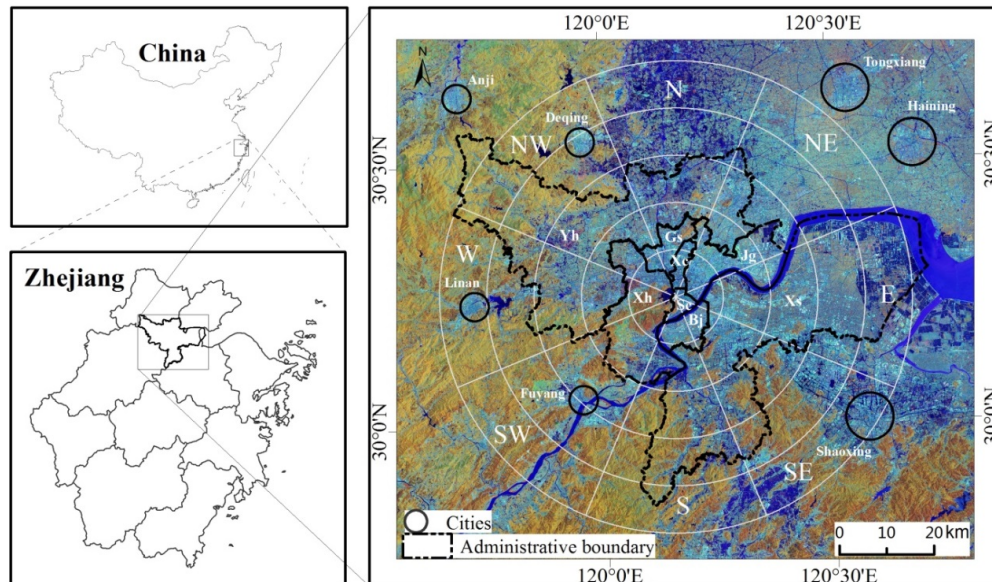 China
Zhejiang
120°0'E
120°30'E
N
Anji
Tongxiang
N
Haining
Deqing
NE
NW
30°30'N
30°30'N
Yh
Gs
Xc
Jg
W
Linan
Xh
Sc
Xs
E
Bj
Fuyang
SW
30°0'N
30°0'N
Shaoxing
SE
S
Cities
Administrative boundary
0 10 20 km
120°0'E
120°30'E